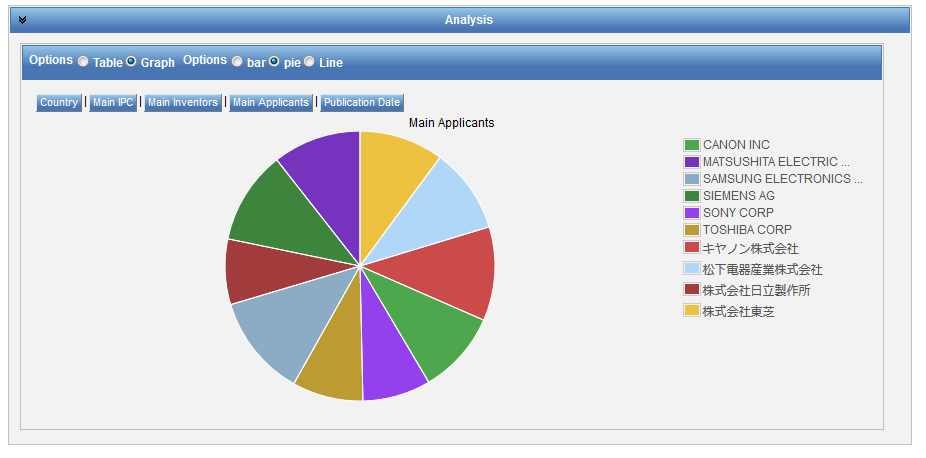 Analysis
Options Table Graph Options bar pie Line
Country Main IPC Main Inventors Main Applicants Publication Date
Main Applicants
CANON INC
MATSUSHITA ELECTRIC ...
SAMSUNG ELECTRONICS ...
SIEMENS AG
SONY CORP
TOSHIBA CORP
キヤノン株式会社
松下電器産業株式会社
株式会社日立製作所
株式会社東芝